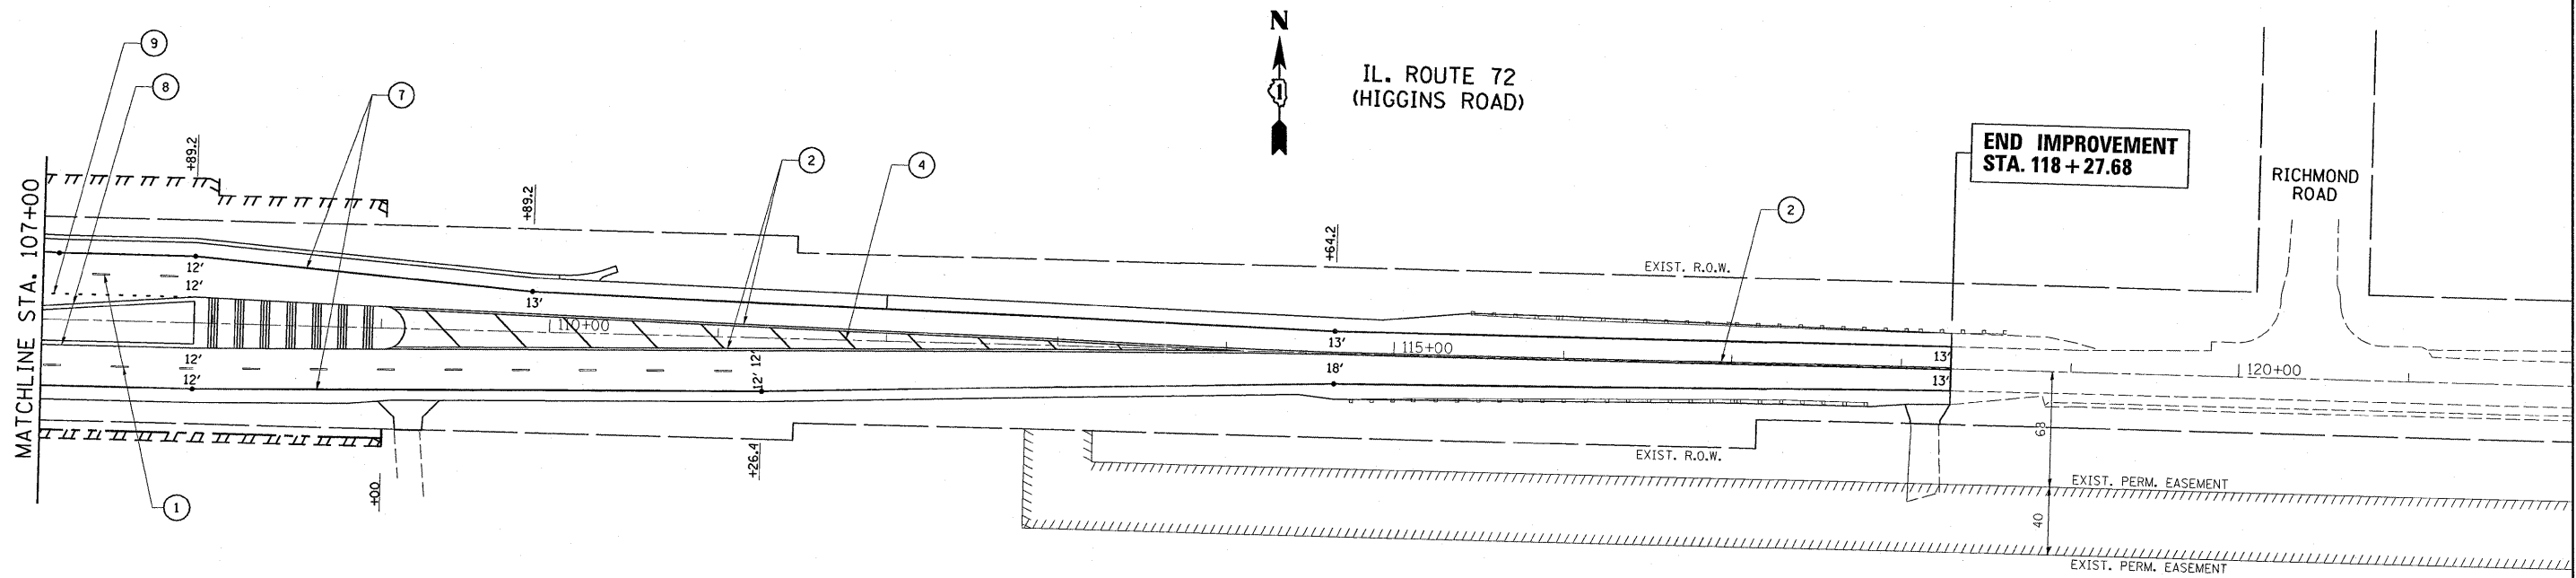 N
1
IL. ROUTE 72
(HIGGINS ROAD)
9
8
7
2
4
2
1
MATCHLINE STA. 107+00
+89.2
+89.2
+64.2
+00
+26.4
END IMPROVEMENT
STA. 118+27.68
RICHMOND
ROAD
EXIST. R.O.W.
12'
12'
13'
13'
13'
110+00
115+00
120+00
12'
12'
12'
12'
18'
13'
68
40
EXIST. R.O.W.
EXIST. PERM. EASEMENT
EXIST. PERM. EASEMENT